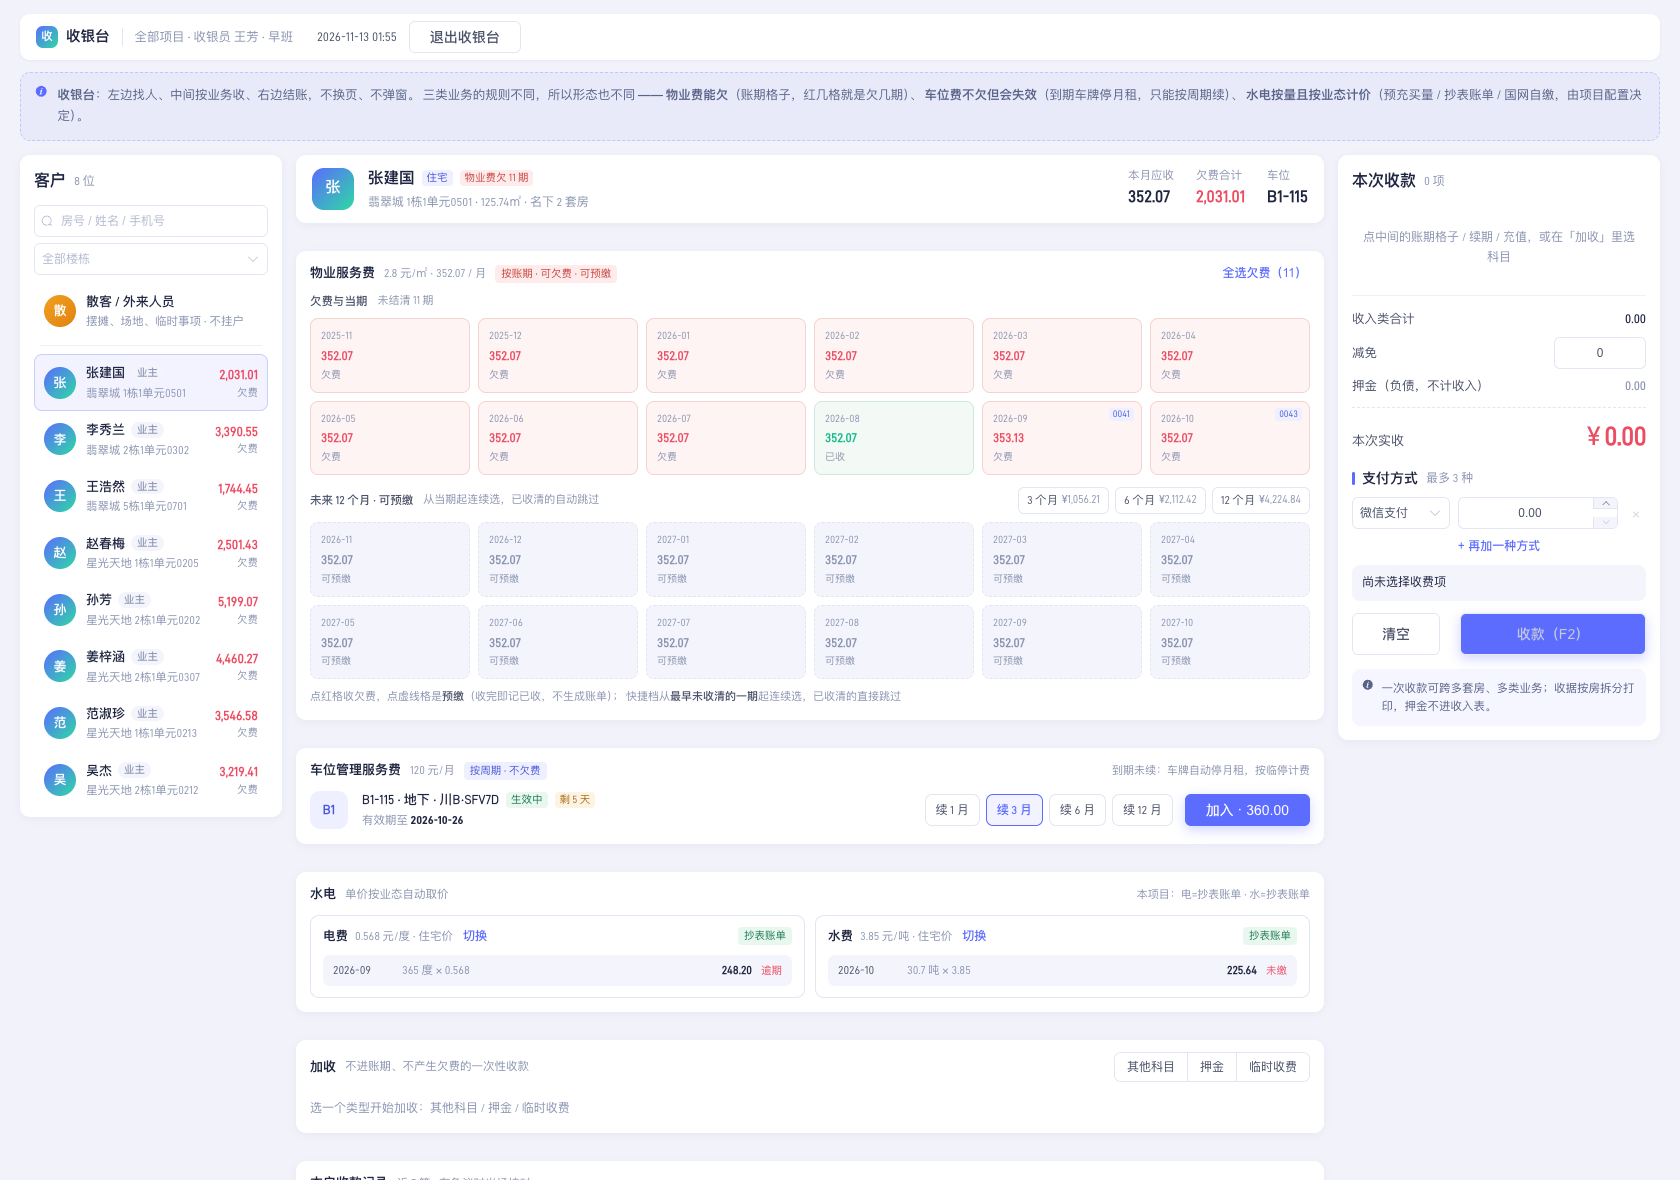 收 收银台 全部项目 · 收银员 王芳 · 早班 2026-11-13 01:55 退出收银台
收银台：左边找人、中间按业务收、右边结账，不换页、不弹窗。三类业务的规则不同，所以形态也不同 —— 物业费能欠（账期格子，红几格就是欠几期）、车位费不欠但会失效（到期车牌停月租，只能按周期续）、水电按量且按业态计价（预充买量 / 抄表账单 / 国网自缴，由项目配置决
定）。
客户 8 位
房号 / 姓名 / 手机号
全部楼栋
散 散客 / 外来人员
摆摊、场地、临时事项 · 不挂户
张 张建国 业主 2,031.01
翡翠城 1栋1单元0501 欠费
李 李秀兰 业主 3,390.55
翡翠城 2栋1单元0302 欠费
王 王浩然 业主 1,744.45
翡翠城 5栋1单元0701 欠费
赵 赵春梅 业主 2,501.43
星光天地 1栋1单元0205 欠费
孙 孙芳 业主 5,199.07
星光天地 2栋1单元0202 欠费
姜 姜梓涵 业主 4,460.27
星光天地 2栋1单元0307 欠费
范 范淑珍 业主 3,546.58
星光天地 1栋1单元0213 欠费
吴 吴杰 业主 3,219.41
星光天地 2栋1单元0212 欠费
张 张建国 住宅 物业费欠 11 期
翡翠城 1栋1单元0501 · 125.74㎡ · 名下 2 套房
本月应收 欠费合计 车位
352.07 2,031.01 B1-115
物业服务费 2.8 元/㎡ · 352.07 / 月 按账期 · 可欠费 · 可预缴 全选欠费（11）
欠费与当期 未结清 11 期
2025-11 2025-12 2026-01 2026-02 2026-03 2026-04
352.07 352.07 352.07 352.07 352.07 352.07
欠费 欠费 欠费 欠费 欠费 欠费
2026-05 2026-06 2026-07 2026-08 2026-09 0041 2026-10 0043
352.07 352.07 352.07 352.07 353.13 352.07
欠费 欠费 欠费 已收 欠费 欠费
未来 12 个月 · 可预缴 从当期起连续选，已收清的自动跳过 3 个月 ¥1,056.21 6 个月 ¥2,112.42 12 个月 ¥4,224.84
2026-11 2026-12 2027-01 2027-02 2027-03 2027-04
352.07 352.07 352.07 352.07 352.07 352.07
可预缴 可预缴 可预缴 可预缴 可预缴 可预缴
2027-05 2027-06 2027-07 2027-08 2027-09 2027-10
352.07 352.07 352.07 352.07 352.07 352.07
可预缴 可预缴 可预缴 可预缴 可预缴 可预缴
点红格收欠费，点虚线格是预缴（收完即记已收，不生成账单）；快捷档从最早未收清的一期起连续选，已收清的直接跳过
车位管理服务费 120 元/月 按周期 · 不欠费 到期未续：车牌自动停月租，按临停计费
B1 B1-115 · 地下 · 川B·SFV7D 生效中 剩 5 天
有效期至 2026-10-26
续 1 月 续 3 月 续 6 月 续 12 月 加入 · 360.00
水电 单价按业态自动取价 本项目：电=抄表账单 · 水=抄表账单
电费 0.568 元/度 · 住宅价 切换 抄表账单
2026-09 365 度 × 0.568 248.20 逾期
水费 3.85 元/吨 · 住宅价 切换 抄表账单
2026-10 30.7 吨 × 3.85 225.64 未缴
加收 不进账期、不产生欠费的一次性收款 其他科目 押金 临时收费
选一个类型开始加收：其他科目 / 押金 / 临时收费
本次收款 0 项
点中间的账期格子 / 续期 / 充值，或在「加收」里选
科目
收入类合计 0.00
减免 0
押金（负债，不计收入） 0.00
本次实收 ¥ 0.00
支付方式 最多 3 种
微信支付 0.00 ×
+ 再加一种方式
尚未选择收费项
清空 收款（F2）
一次收款可跨多套房、多类业务；收据按房拆分打
印，押金不进收入表。